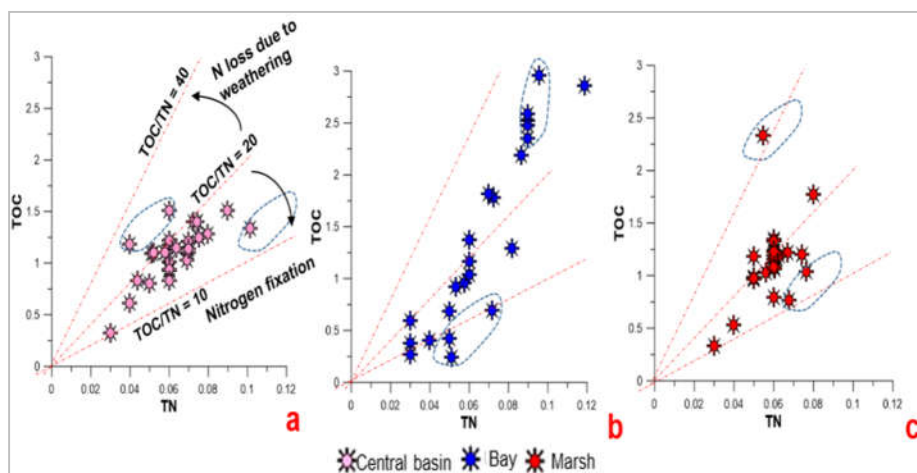 3
2.5
2
1.5
1
0.5
0
TOC
0
0.02
0.04
0.06
0.08
0.1
0.12
TN
TOC/TN = 40
N loss due to
weathering
TOC/TN = 20
TOC/TN = 10
Nitrogen fixation
a
3
2.5
2
1.5
1
0.5
0
TOC
0
0.02
0.04
0.06
0.08
0.1
0.12
TN
b
3
2.5
2
1.5
1
0.5
0
TOC
0
0.02
0.04
0.06
0.08
0.1
0.12
TN
c
Central basin
Bay
Marsh